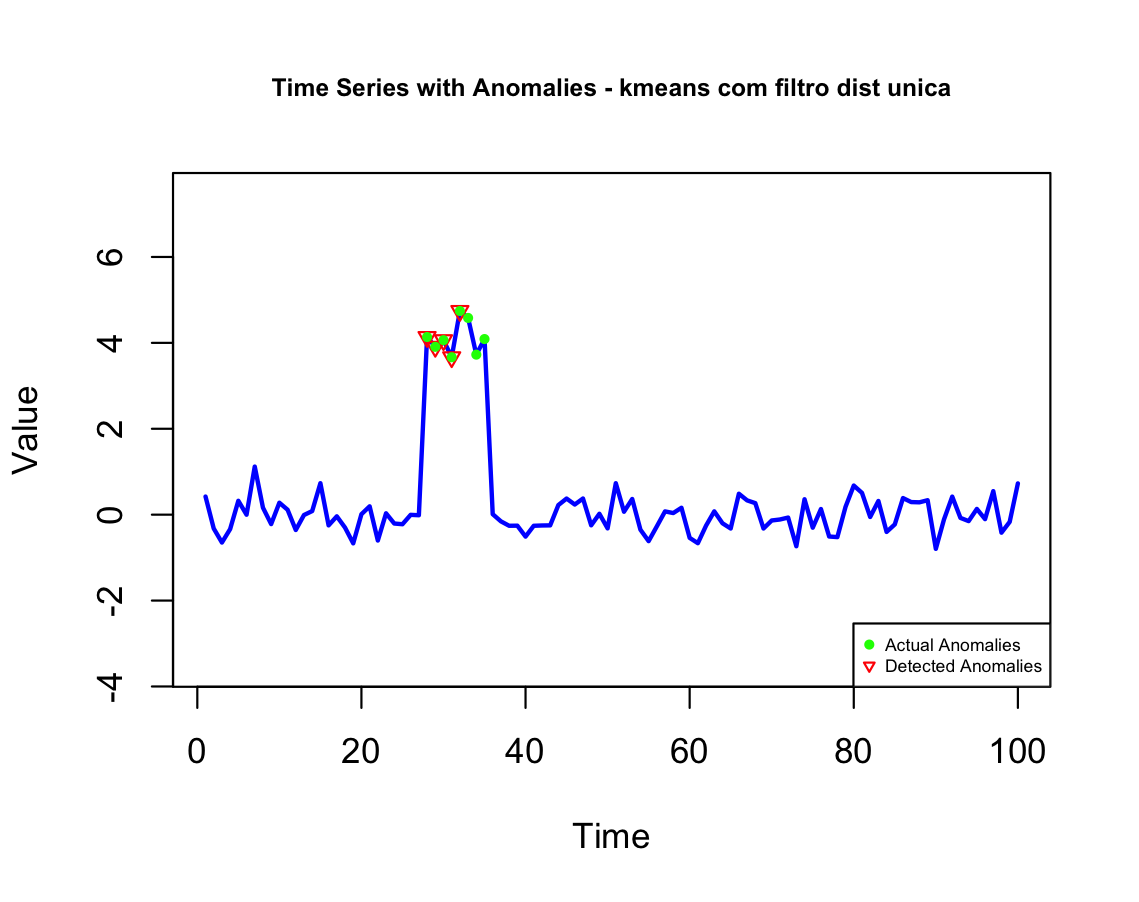 Time Series with Anomalies - kmeans com filtro dist unica
6
4
2
0
-2
-4
Value
Actual Anomalies
Detected Anomalies
0 20 40 60 80 100
Time